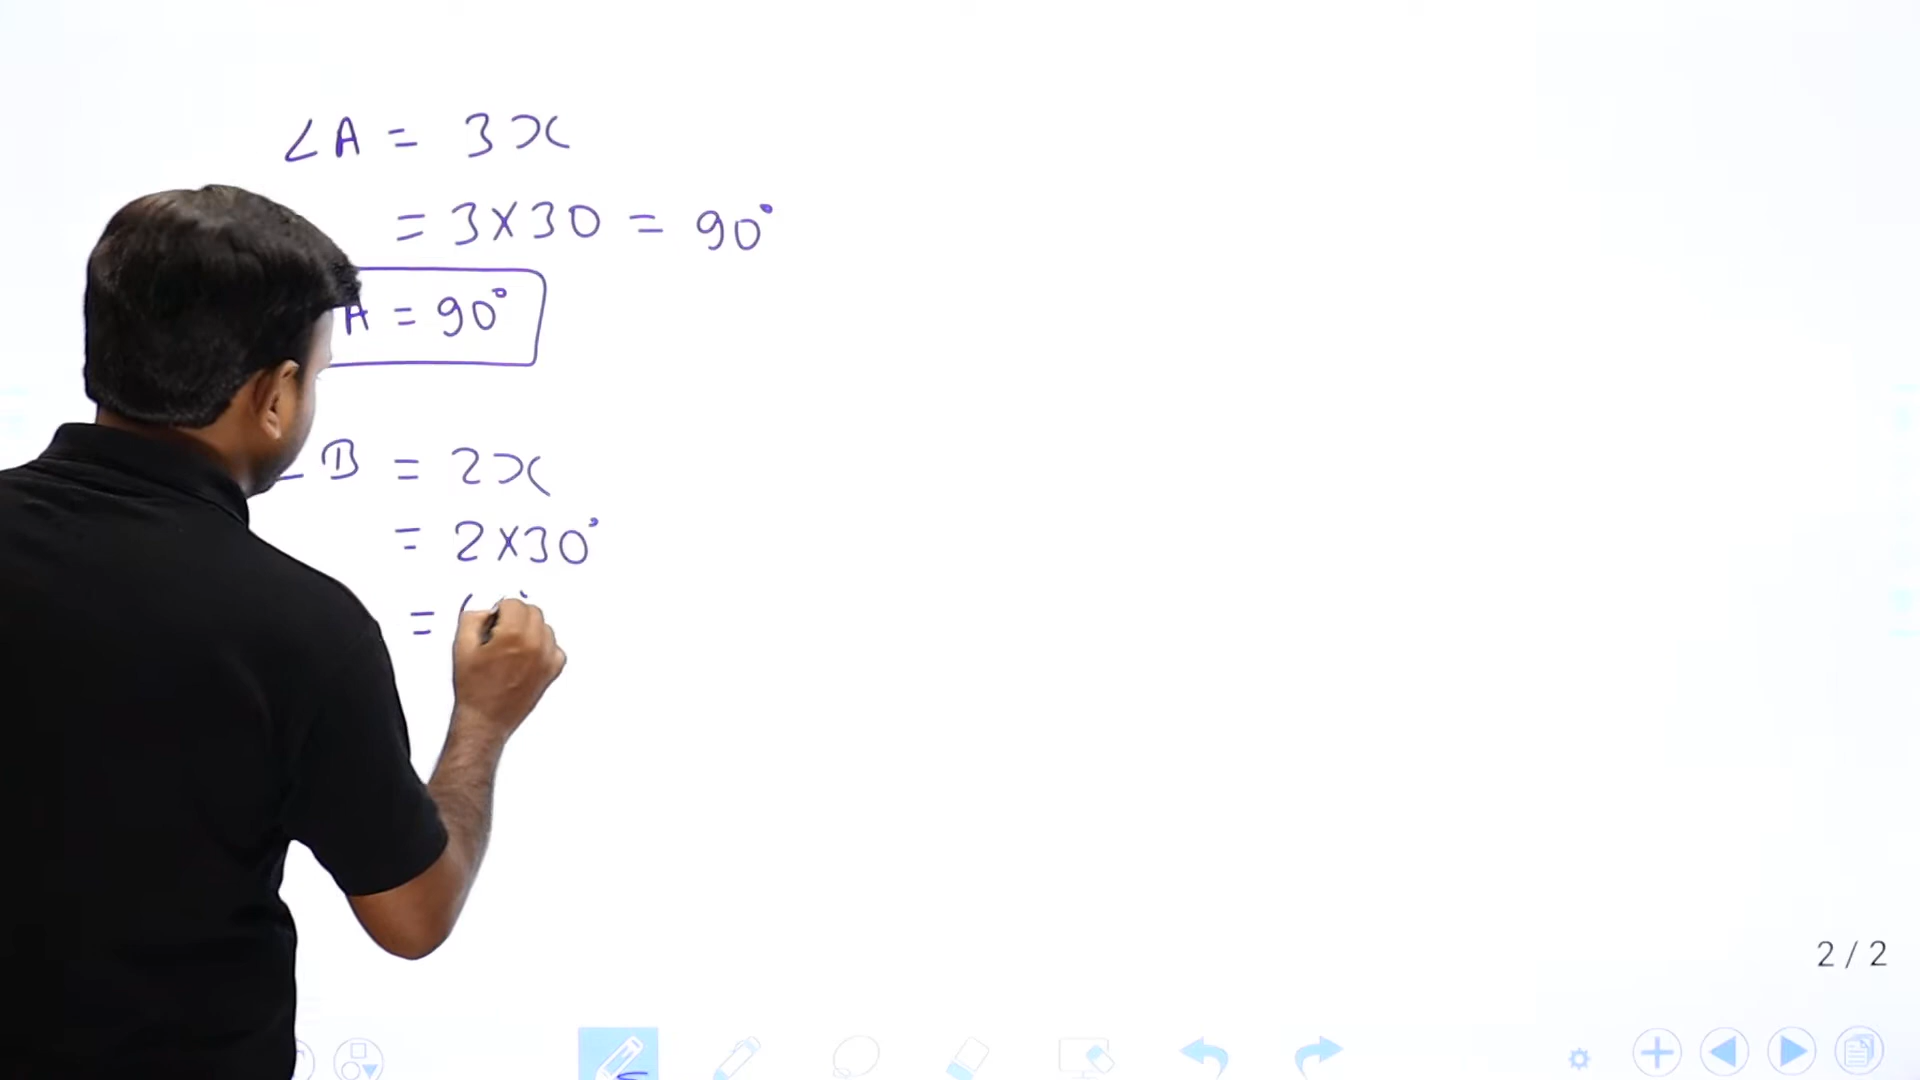 ∠A = 3x
= 3×30 = 90°
A = 90°
∠B = 2x
= 2×30°
=
2 / 2